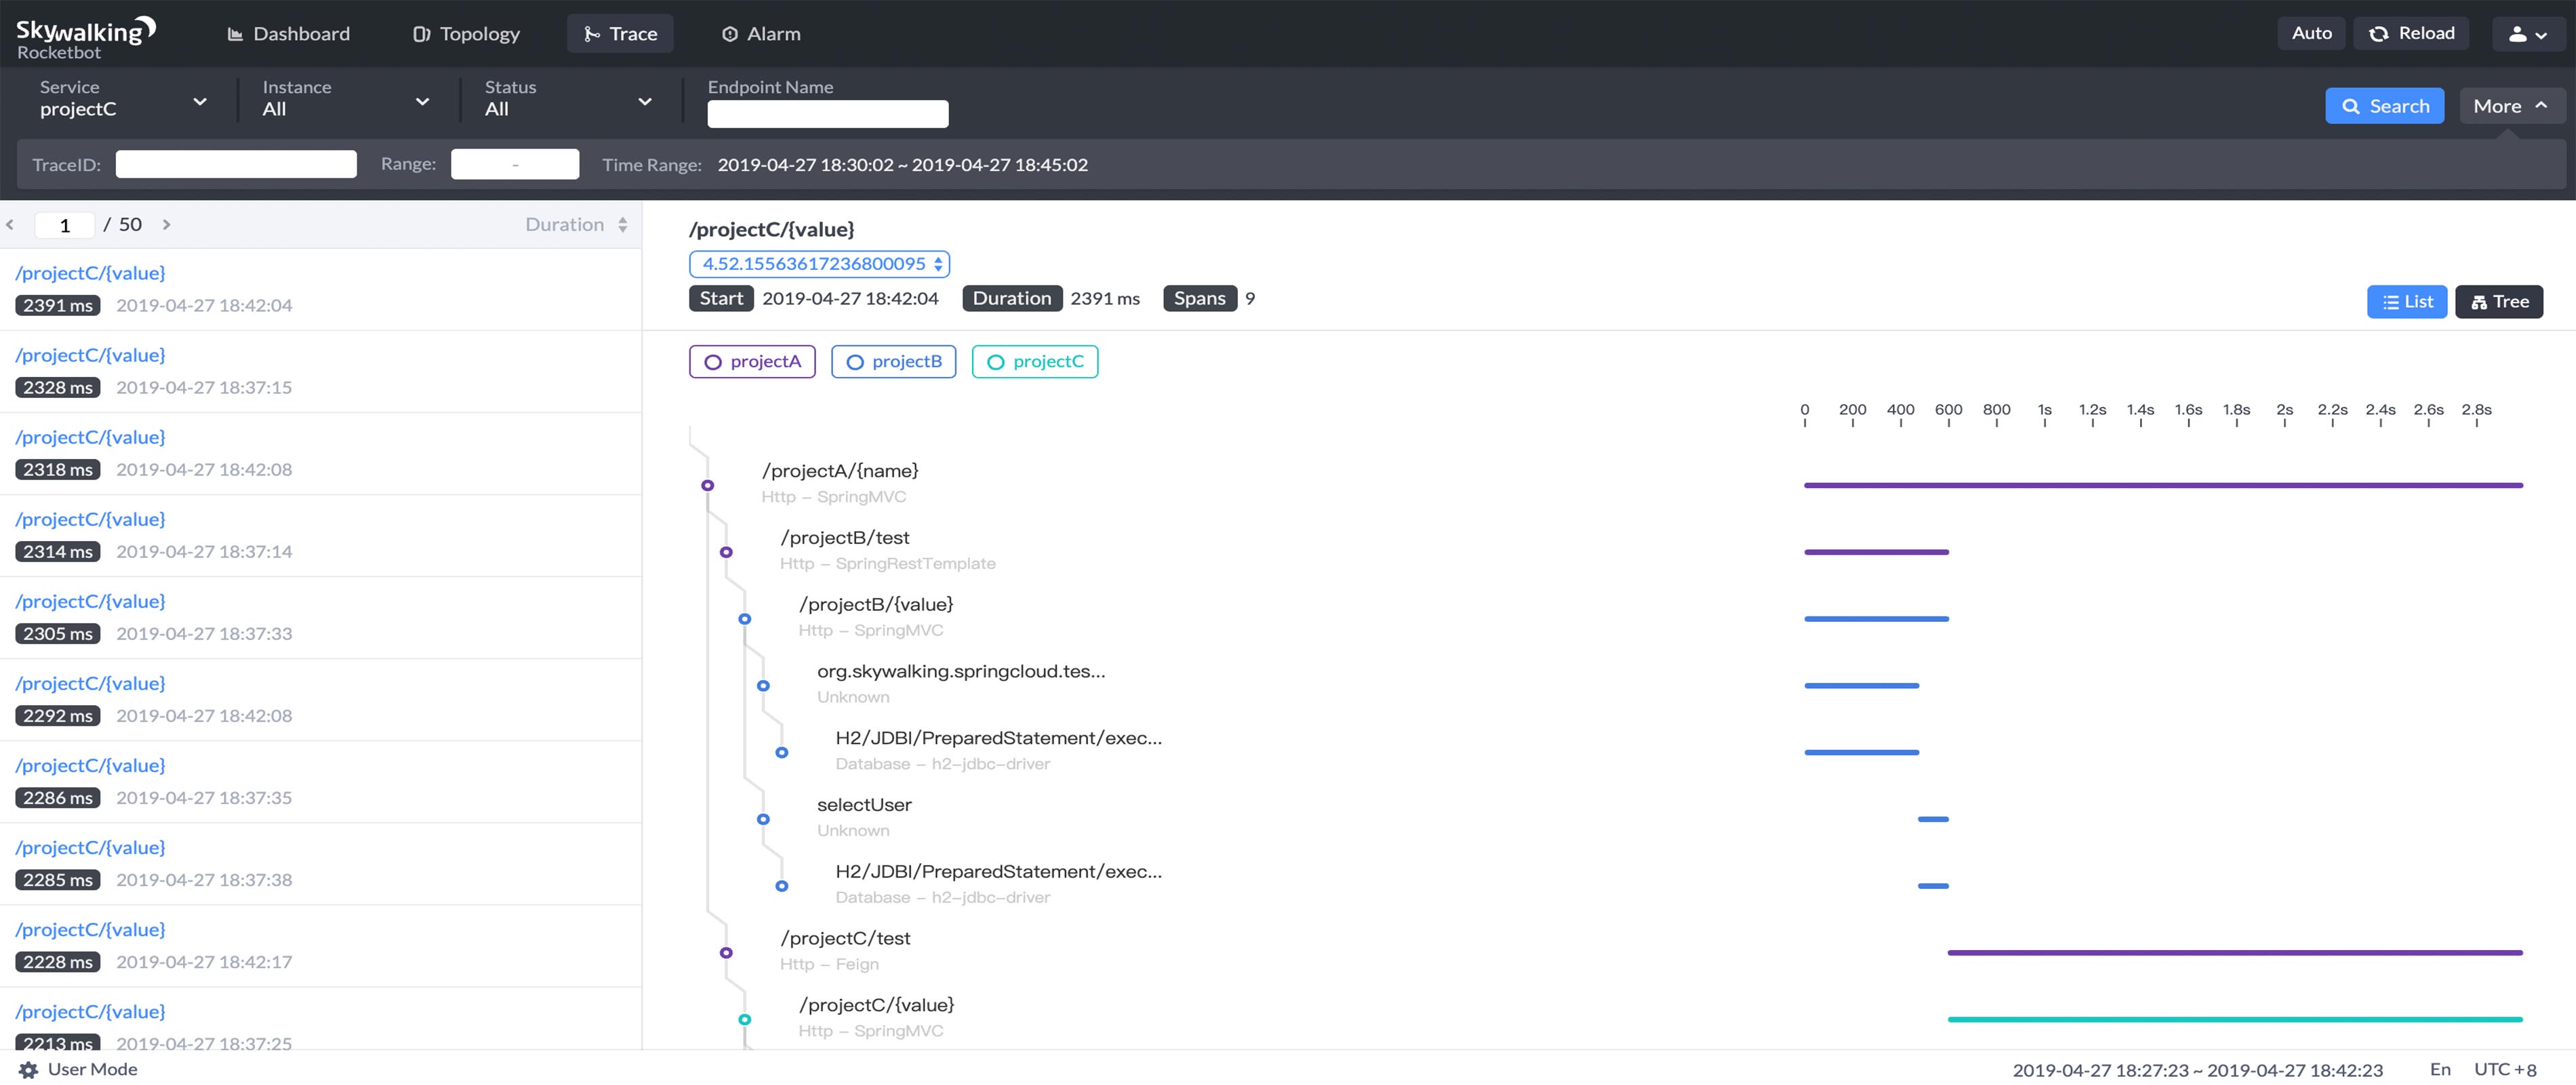 Skywalking
Rocketbot
Dashboard
Topology
Trace
Alarm
Auto
Reload
Service
projectC
Instance
All
Status
All
Endpoint Name
Search
More
TraceID:
Range:
-
Time Range: 2019-04-27 18:30:02 ~ 2019-04-27 18:45:02
1 / 50
Duration
/projectC/{value}
2391 ms 2019-04-27 18:42:04
/projectC/{value}
2328 ms 2019-04-27 18:37:15
/projectC/{value}
2318 ms 2019-04-27 18:42:08
/projectC/{value}
2314 ms 2019-04-27 18:37:14
/projectC/{value}
2305 ms 2019-04-27 18:37:33
/projectC/{value}
2292 ms 2019-04-27 18:42:08
/projectC/{value}
2286 ms 2019-04-27 18:37:35
/projectC/{value}
2285 ms 2019-04-27 18:37:38
/projectC/{value}
2228 ms 2019-04-27 18:42:17
/projectC/{value}
2213 ms 2019-04-27 18:37:25
/projectC/{value}
4.52.15563617236800095
Start 2019-04-27 18:42:04 Duration 2391 ms Spans 9
List
Tree
projectA
projectB
projectC
0 200 400 600 800 1s 1.2s 1.4s 1.6s 1.8s 2s 2.2s 2.4s 2.6s 2.8s
/projectA/{name}
Http – SpringMVC
/projectB/test
Http – SpringRestTemplate
/projectB/{value}
Http – SpringMVC
org.skywalking.springcloud.tes...
Unknown
H2/JDBI/PreparedStatement/exec...
Database – h2-jdbc-driver
selectUser
Unknown
H2/JDBI/PreparedStatement/exec...
Database – h2-jdbc-driver
/projectC/test
Http – Feign
/projectC/{value}
Http – SpringMVC
User Mode
2019-04-27 18:27:23 ~ 2019-04-27 18:42:23
En
UTC +8